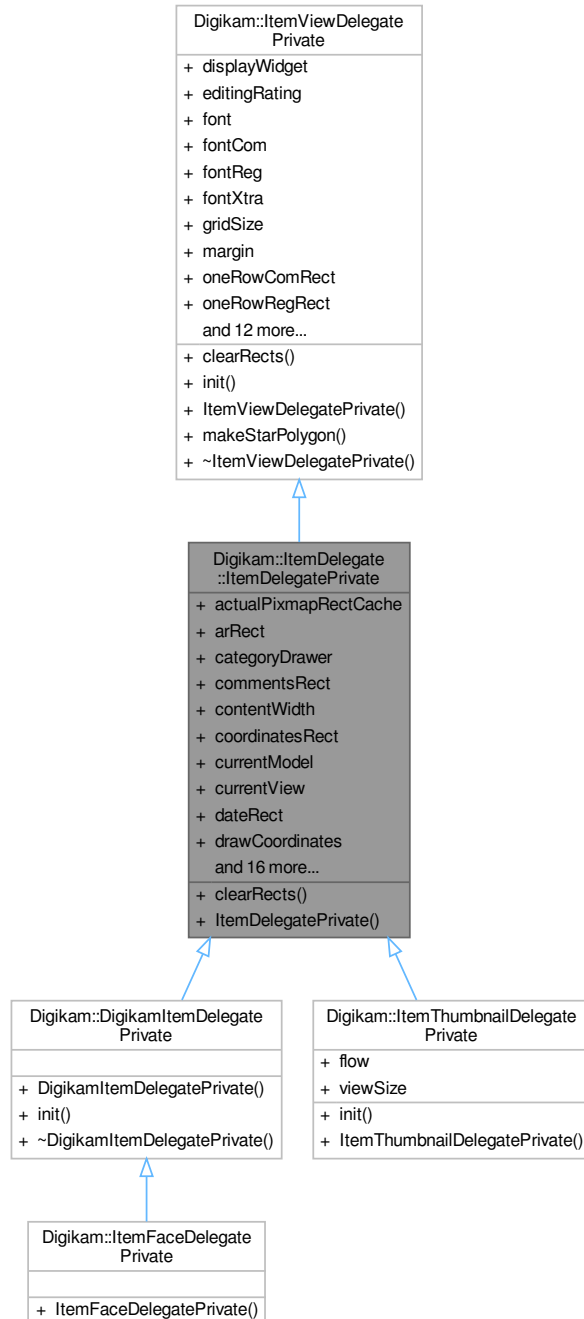 Digikam::ItemViewDelegate
Private
+ displayWidget
+ editingRating
+ font
+ fontCom
+ fontReg
+ fontXtra
+ gridSize
+ margin
+ oneRowComRect
+ oneRowRegRect
and 12 more...
+ clearRects()
+ init()
+ ItemViewDelegatePrivate()
+ makeStarPolygon()
+ ~ItemViewDelegatePrivate()
Digikam::ItemDelegate
::ItemDelegatePrivate
+ actualPixmapRectCache
+ arRect
+ categoryDrawer
+ commentsRect
+ contentWidth
+ coordinatesRect
+ currentModel
+ currentView
+ dateRect
+ drawCoordinates
and 16 more...
+ clearRects()
+ ItemDelegatePrivate()
Digikam::DigikamItemDelegate
Private
+ DigikamItemDelegatePrivate()
+ init()
+ ~DigikamItemDelegatePrivate()
Digikam::ItemThumbnailDelegate
Private
+ flow
+ viewSize
+ init()
+ ItemThumbnailDelegatePrivate()
Digikam::ItemFaceDelegate
Private
+ ItemFaceDelegatePrivate()